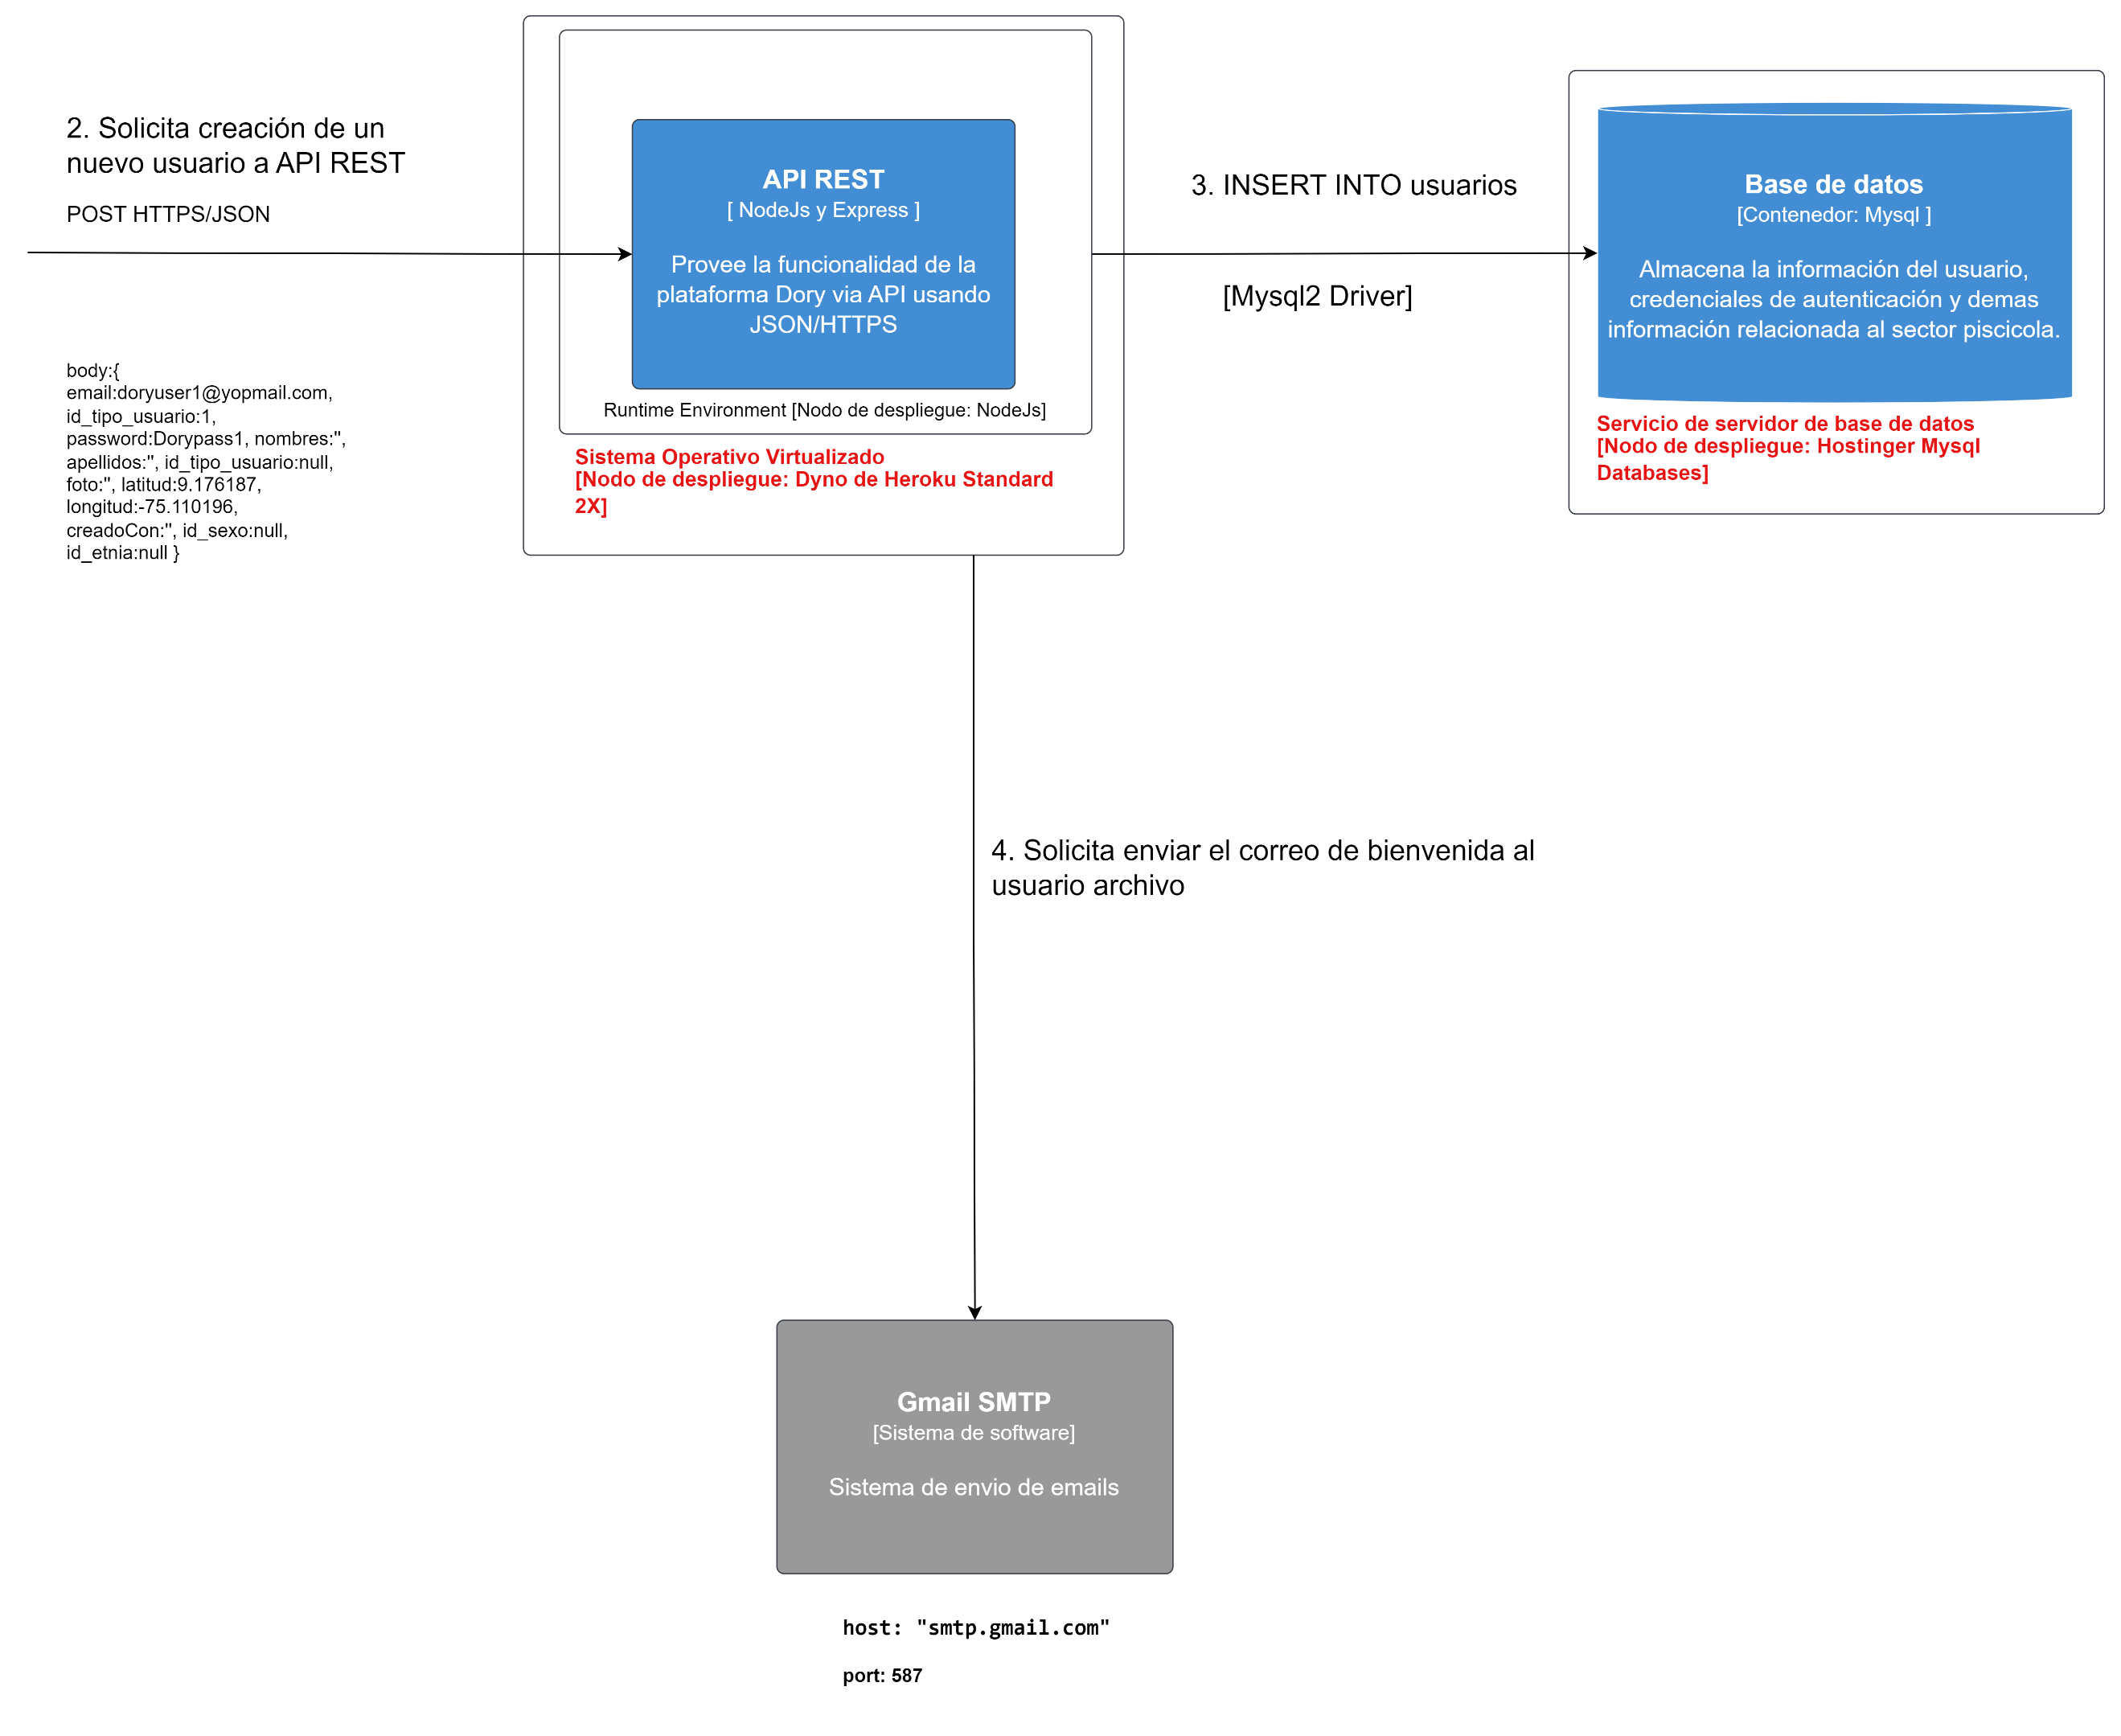 2. Solicita creación de un
nuevo usuario a API REST
POST HTTPS/JSON
body:{
email:doryuser1@yopmail.com,
id_tipo_usuario:1,
password:Dorypass1, nombres:'',
apellidos:'', id_tipo_usuario:null,
foto:'', latitud:9.176187,
longitud:-75.110196,
creadoCon:'', id_sexo:null,
id_etnia:null }
API REST
[ NodeJs y Express ]
Provee la funcionalidad de la
plataforma Dory via API usando
JSON/HTTPS
Runtime Environment [Nodo de despliegue: NodeJs]
Sistema Operativo Virtualizado
[Nodo de despliegue: Dyno de Heroku Standard
2X]
3. INSERT INTO usuarios
[Mysql2 Driver]
Base de datos
[Contenedor: Mysql ]
Almacena la información del usuario,
credenciales de autenticación y demas
información relacionada al sector piscicola.
Servicio de servidor de base de datos
[Nodo de despliegue: Hostinger Mysql
Databases]
4. Solicita enviar el correo de bienvenida al
usuario archivo
Gmail SMTP
[Sistema de software]
Sistema de envio de emails
host: "smtp.gmail.com"
port: 587